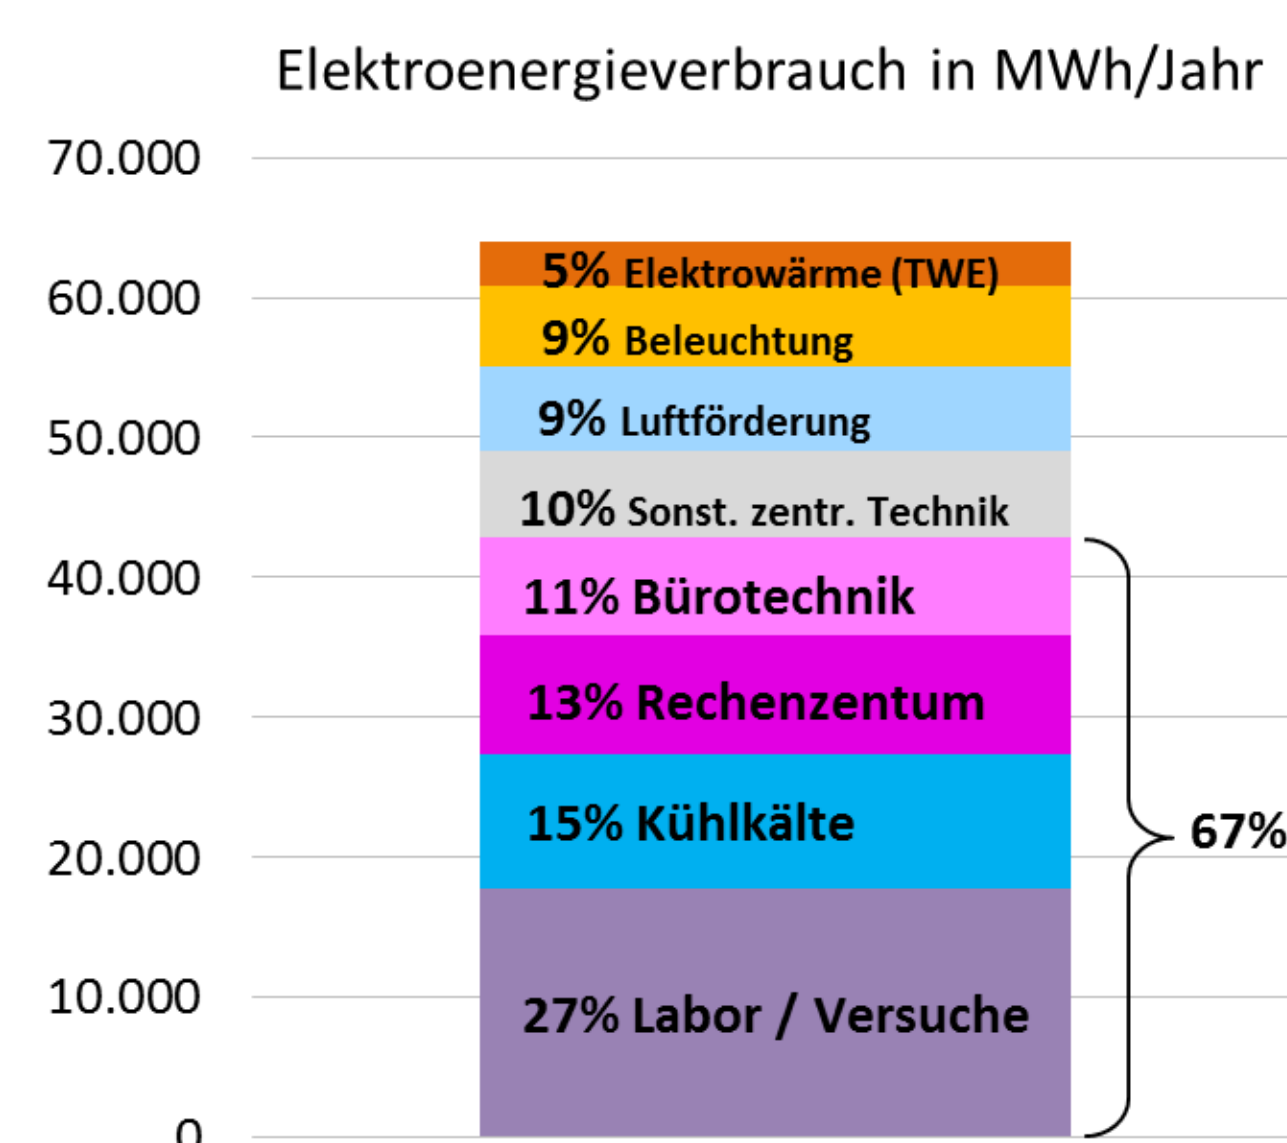 Elektroenergieverbrauch in MWh/Jahr
70.000
60.000
50.000
40.000
30.000
20.000
10.000
0
5% Elektrowärme (TWE)
9% Beleuchtung
9% Luftförderung
10% Sonst. zentr. Technik
11% Bürotechnik
13% Rechenzentum
15% Kühlkälte
27% Labor / Versuche
67%